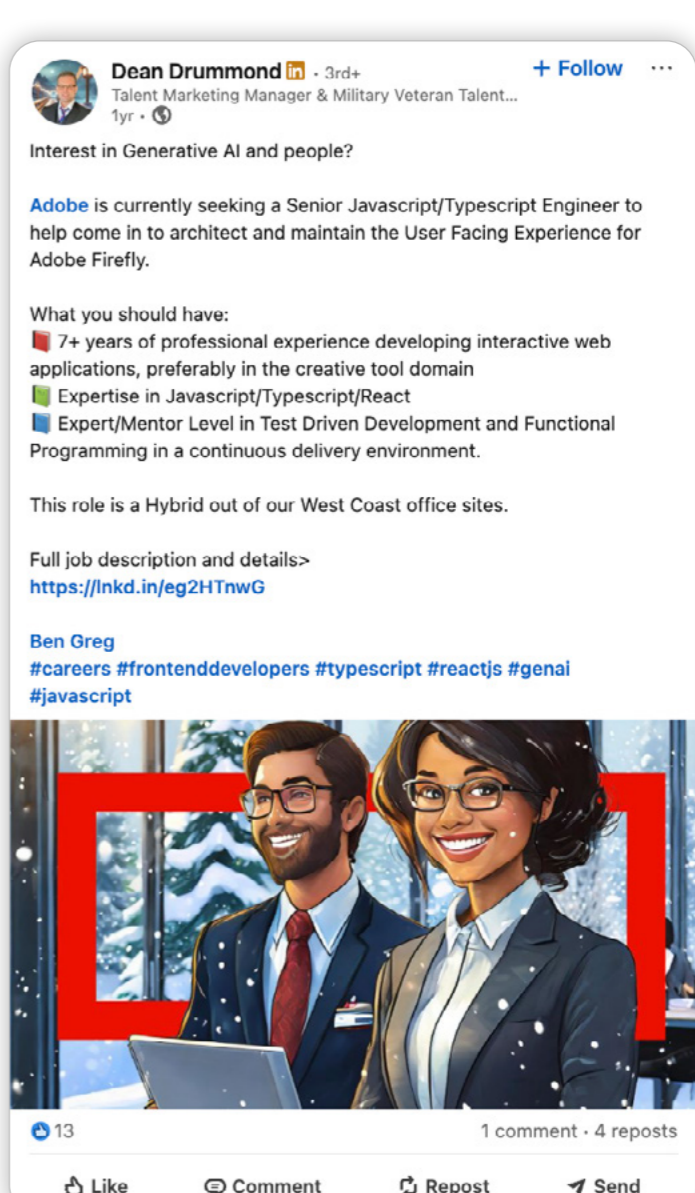 Dean Drummond in · 3rd+
+ Follow ···
Talent Marketing Manager & Military Veteran Talent...
1yr ·
Interest in Generative AI and people?
Adobe is currently seeking a Senior Javascript/Typescript Engineer to
help come in to architect and maintain the User Facing Experience for
Adobe Firefly.
What you should have:
📕 7+ years of professional experience developing interactive web
applications, preferably in the creative tool domain
📗 Expertise in Javascript/Typescript/React
📘 Expert/Mentor Level in Test Driven Development and Functional
Programming in a continuous delivery environment.
This role is a Hybrid out of our West Coast office sites.
Full job description and details>
https://lnkd.in/eg2HTnwG
Ben Greg
#careers #frontenddevelopers #typescript #reactjs #genai
#javascript
13
1 comment · 4 reposts
Like
Comment
Repost
Send